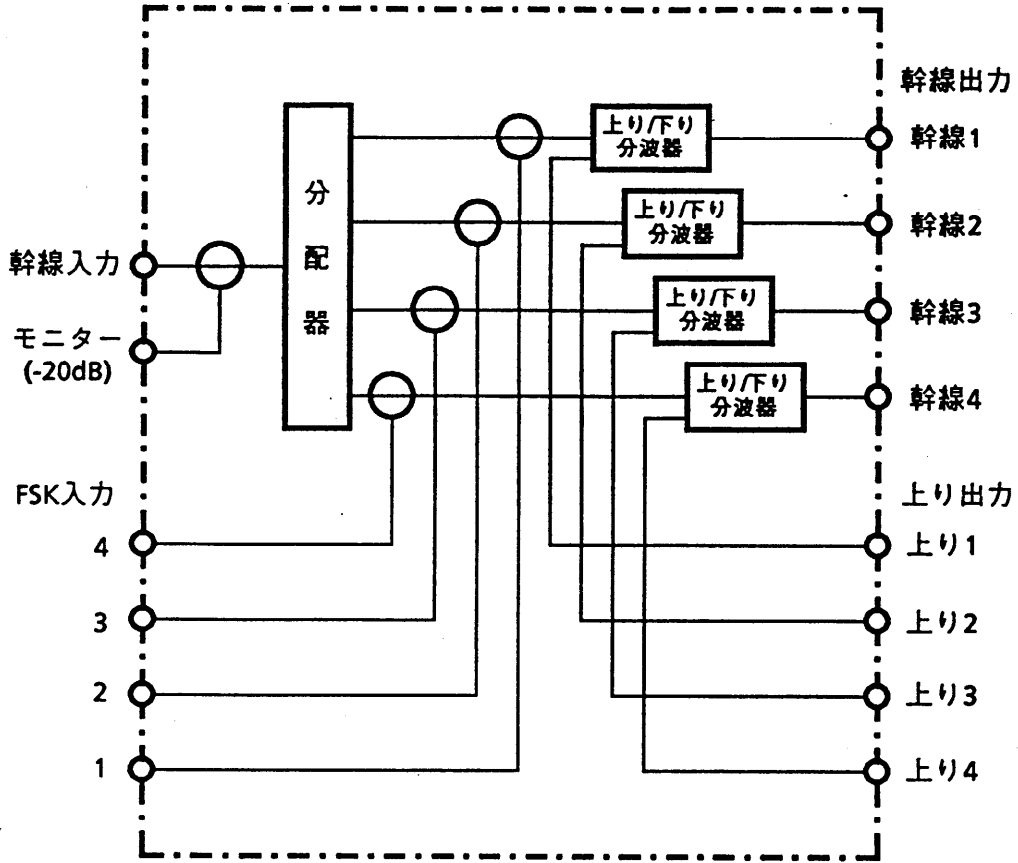 幹線出力
上り/下り
分波器
幹線1
分
配
器
上り/下り
分波器
幹線2
幹線入力
上り/下り
分波器
幹線3
モニター
(-20dB)
上り/下り
分波器
幹線4
FSK入力
上り出力
4
上り1
3
上り2
2
上り3
1
上り4